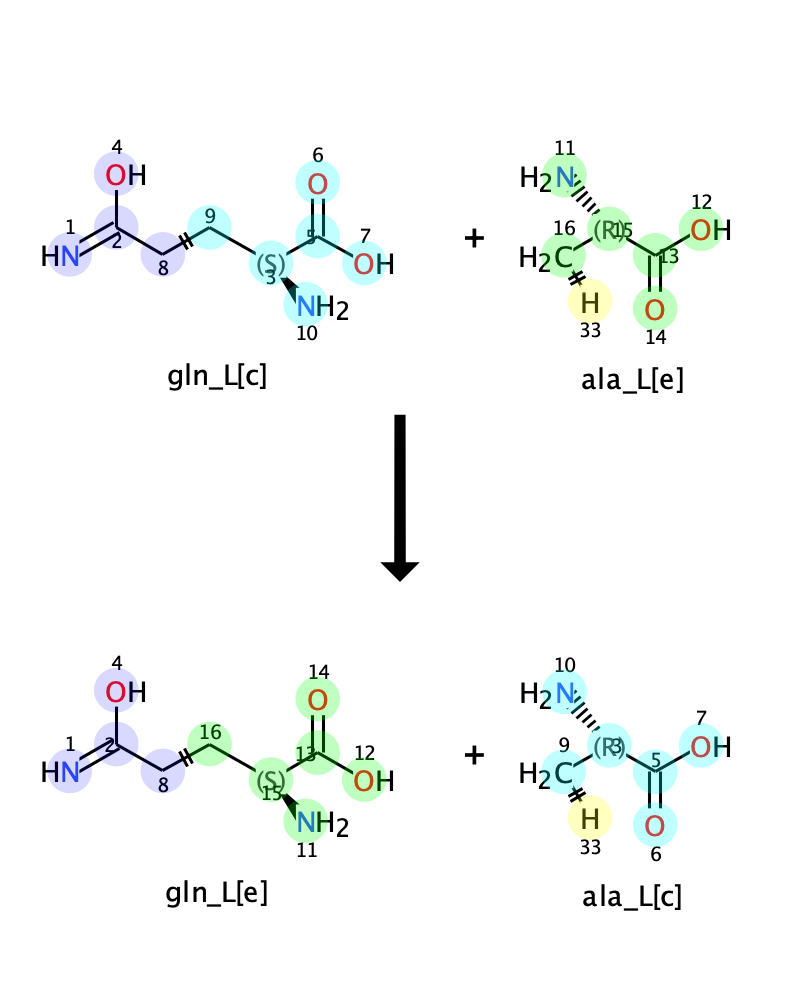 4 6 11
OH O H2N 12
1 9 16 (R) 15 OH
HN 2 (S) 5 7 + H2C 13
8 3 OH H O
NH2 33 14
10
gln_L[c] ala_L[e]
4 14 10
OH O H2N 7
1 2 16 13 12 9 (R) 3 5 OH
HN 8 (S) OH + H2C
15 NH2 H O
11 33 6
gln_L[e] ala_L[c]